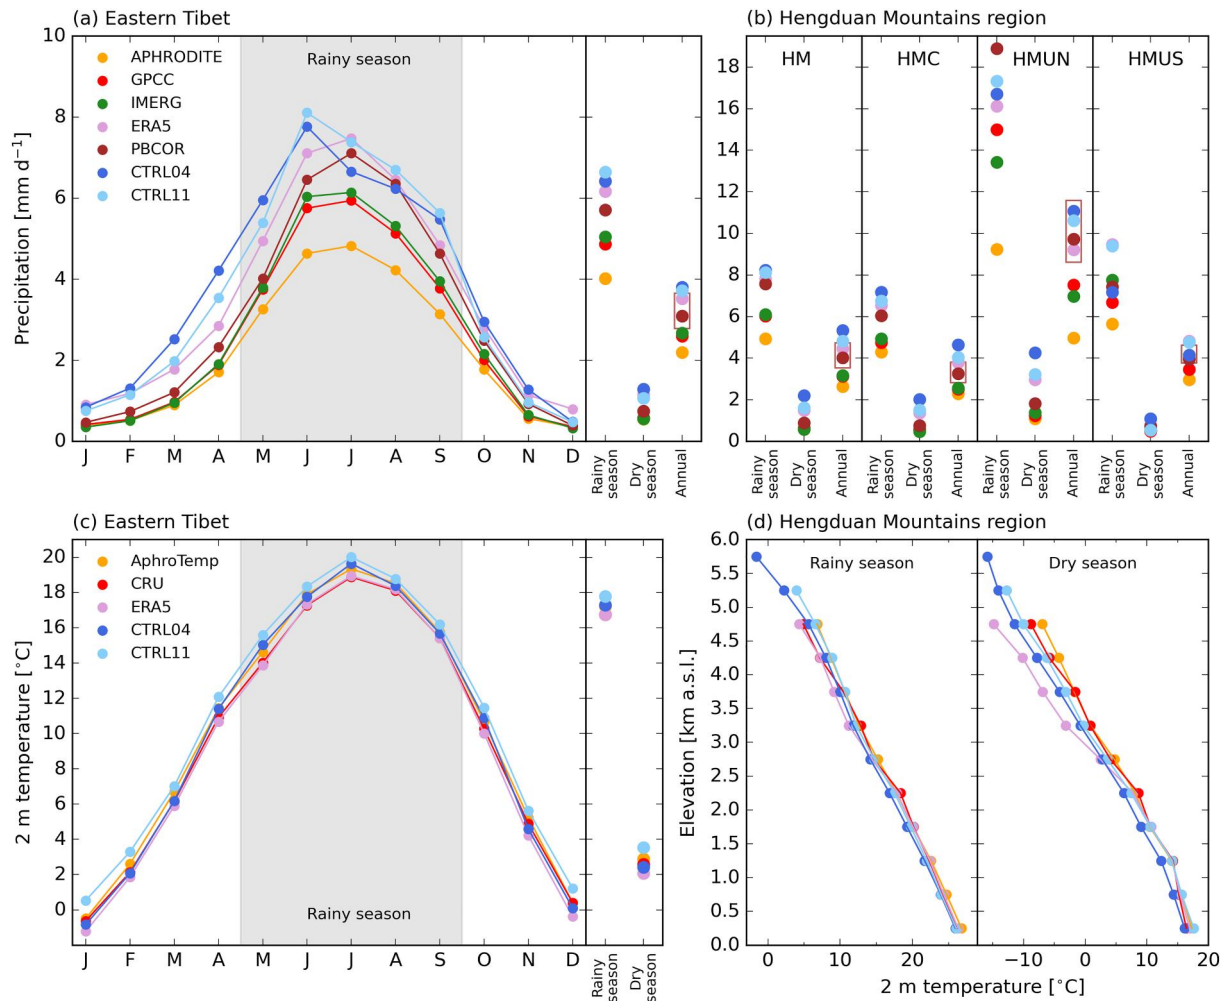 (a) Eastern Tibet
Precipitation [mm d⁻¹]
10
8
6
4
2
0
APHRODITE
GPCC
IMERG
ERA5
PBCOR
CTRL04
CTRL11
Rainy season
J F M A M J J A S O N D
Rainy season
Dry season
Annual
(b) Hengduan Mountains region
HM HMC HMUN HMUS
18
16
14
12
10
8
6
4
2
0
Rainy season
Dry season
Annual
Rainy season
Dry season
Annual
Rainy season
Dry season
Annual
Rainy season
Dry season
Annual
(c) Eastern Tibet
2 m temperature [°C]
20
18
16
14
12
10
8
6
4
2
0
AphroTemp
CRU
ERA5
CTRL04
CTRL11
Rainy season
J F M A M J J A S O N D
Rainy season
Dry season
(d) Hengduan Mountains region
Rainy season
Dry season
Elevation [km a.s.l.]
6.0
5.5
5.0
4.5
4.0
3.5
3.0
2.5
2.0
1.5
1.0
0.5
0.0
0 10 20
−10 0 10 20
2 m temperature [°C]